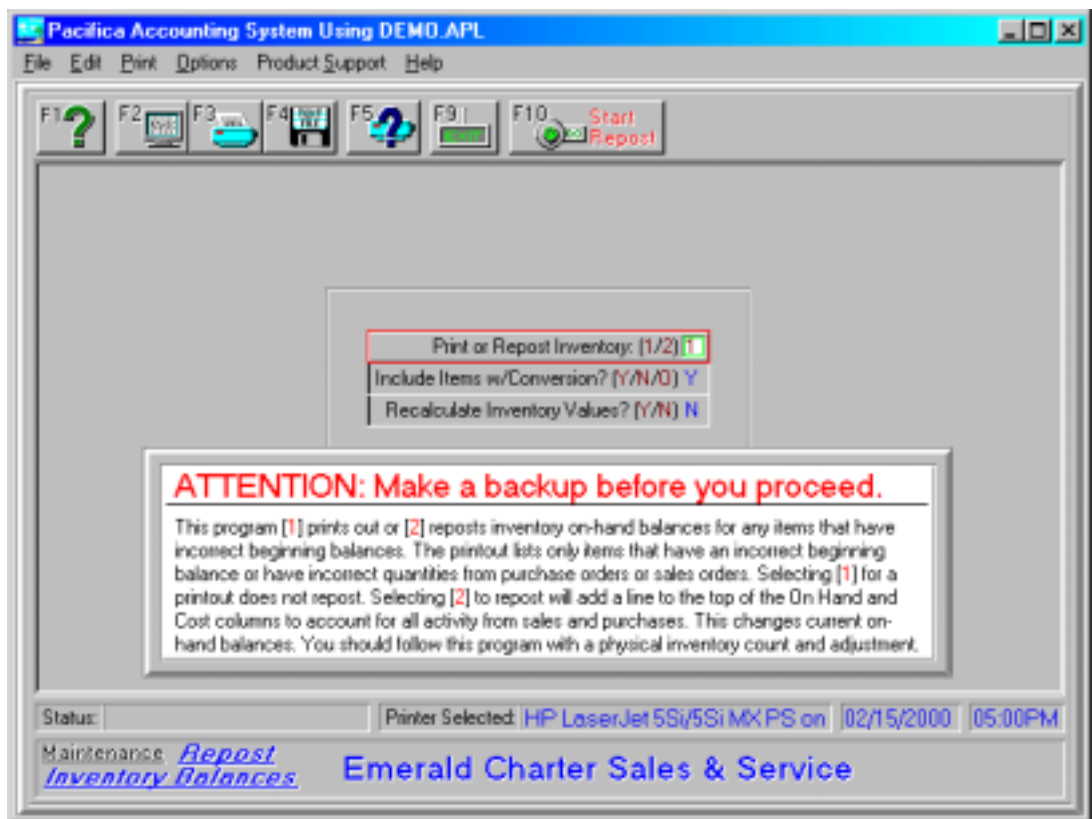 Pacifica Accounting System Using DEMO.APL
File Edit Print Options Product Support Help
F1 F2 F3 F4 F5 F9 EXIT F10 Start
Repost
Print or Repost Inventory: (1/2) 1
Include Items w/Conversion? (Y/N/O) Y
Recalculate Inventory Values? (Y/N) N
ATTENTION: Make a backup before you proceed.
This program [1] prints out or [2] reposts inventory on-hand balances for any items that have
incorrect beginning balances. The printout lists only items that have an incorrect beginning
balance or have incorrect quantities from purchase orders or sales orders. Selecting [1] for a
printout does not repost. Selecting [2] to repost will add a line to the top of the On Hand and
Cost columns to account for all activity from sales and purchases. This changes current on-
hand balances. You should follow this program with a physical inventory count and adjustment.
Status: Printer Selected: HP LaserJet 5Si/5Si MX PS on 02/15/2000 05:00PM
Maintenance Repost
Inventory Balances
Emerald Charter Sales & Service